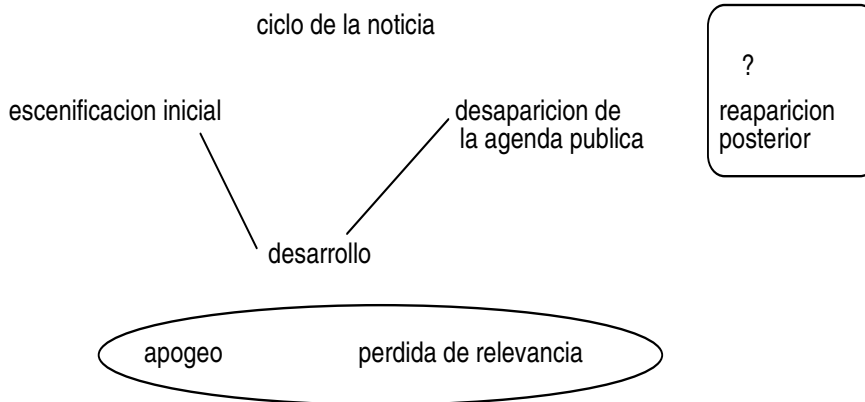 ciclo de la noticia
?
escenificacion inicial
desaparicion de
la agenda publica
reaparicion
posterior
desarrollo
apogeo
perdida de relevancia